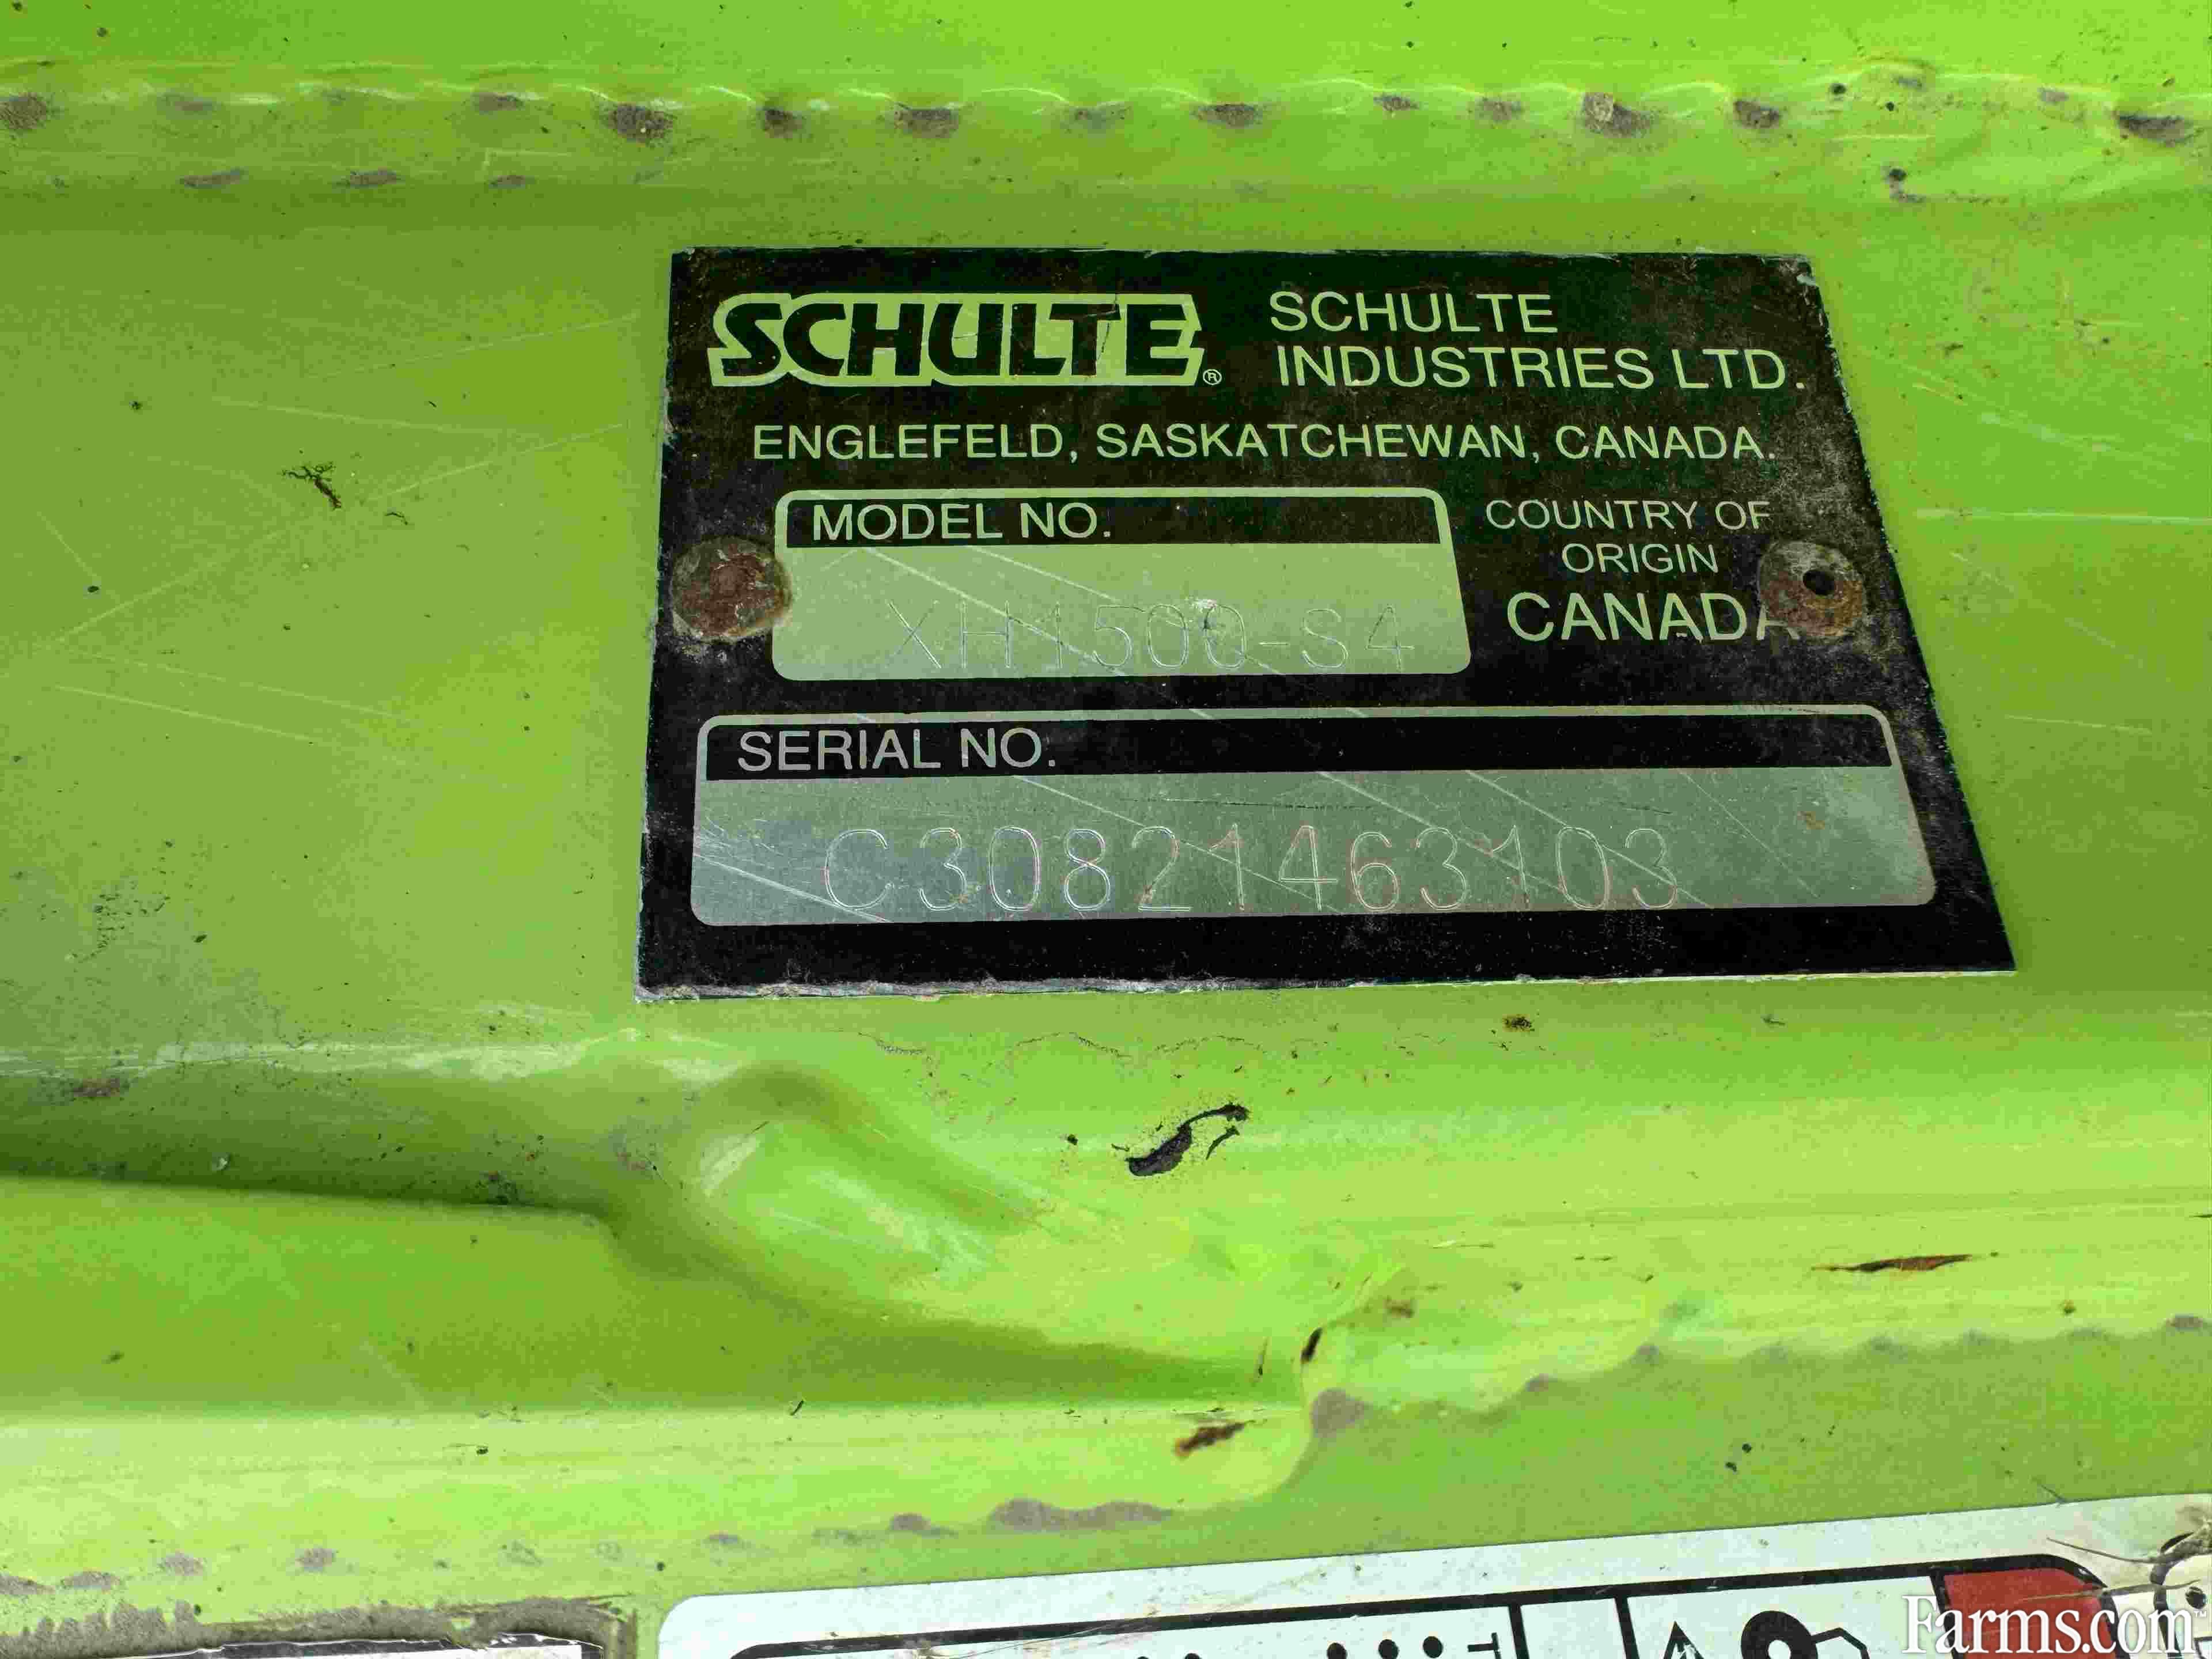 SCHULTE®
SCHULTE
INDUSTRIES LTD.
ENGLEFELD, SASKATCHEWAN, CANADA.
MODEL NO.
XH1500-S4
COUNTRY OF
ORIGIN
CANADA
SERIAL NO.
C30821463103
Farms.com